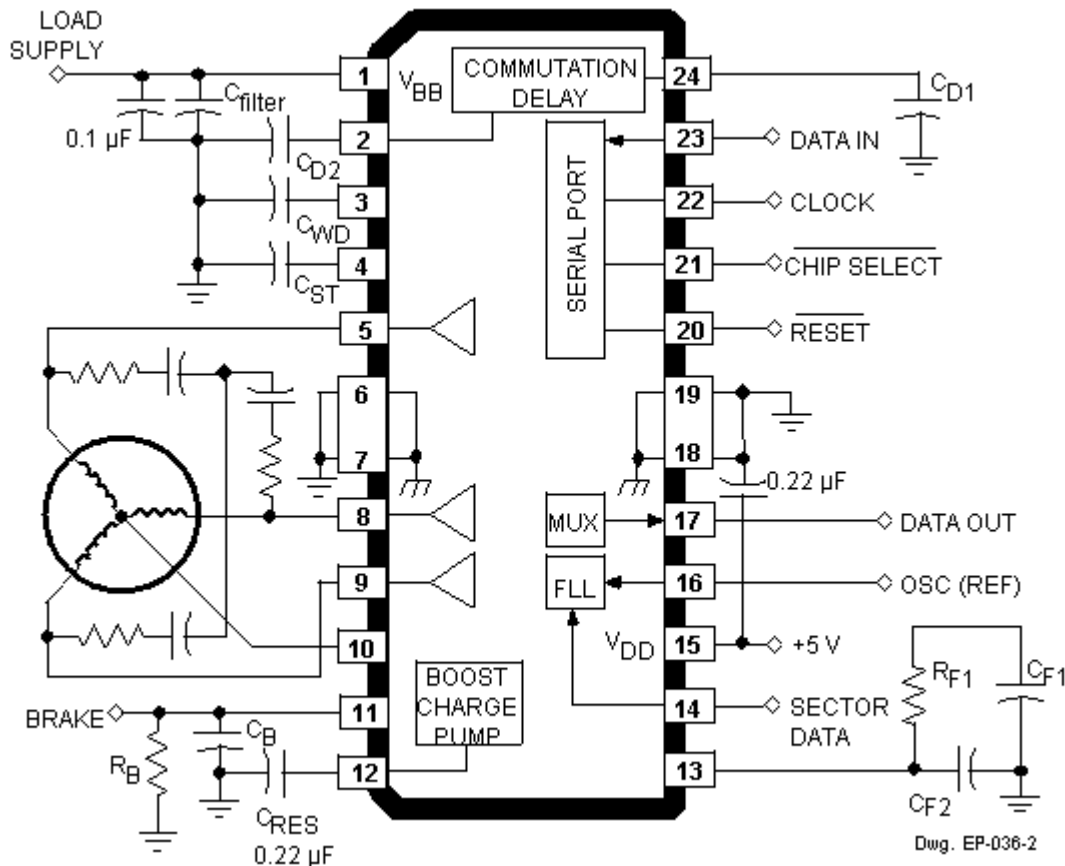 LOAD
SUPPLY
0.1 µF
Cfilter
CD2
CWD
CST
1
2
3
4
5
6
7
8
9
10
11
12
VBB
COMMUTATION
DELAY
SERIAL PORT
MUX
FLL
VDD
BOOST
CHARGE
PUMP
24
23
22
21
20
19
18
17
16
15
14
13
CD1
DATA IN
CLOCK
CHIP SELECT
RESET
0.22 µF
DATA OUT
OSC (REF)
+5 V
SECTOR
DATA
RF1
CF1
CF2
BRAKE
RB
CB
CRES
0.22 µF
Dwg. EP-036-2